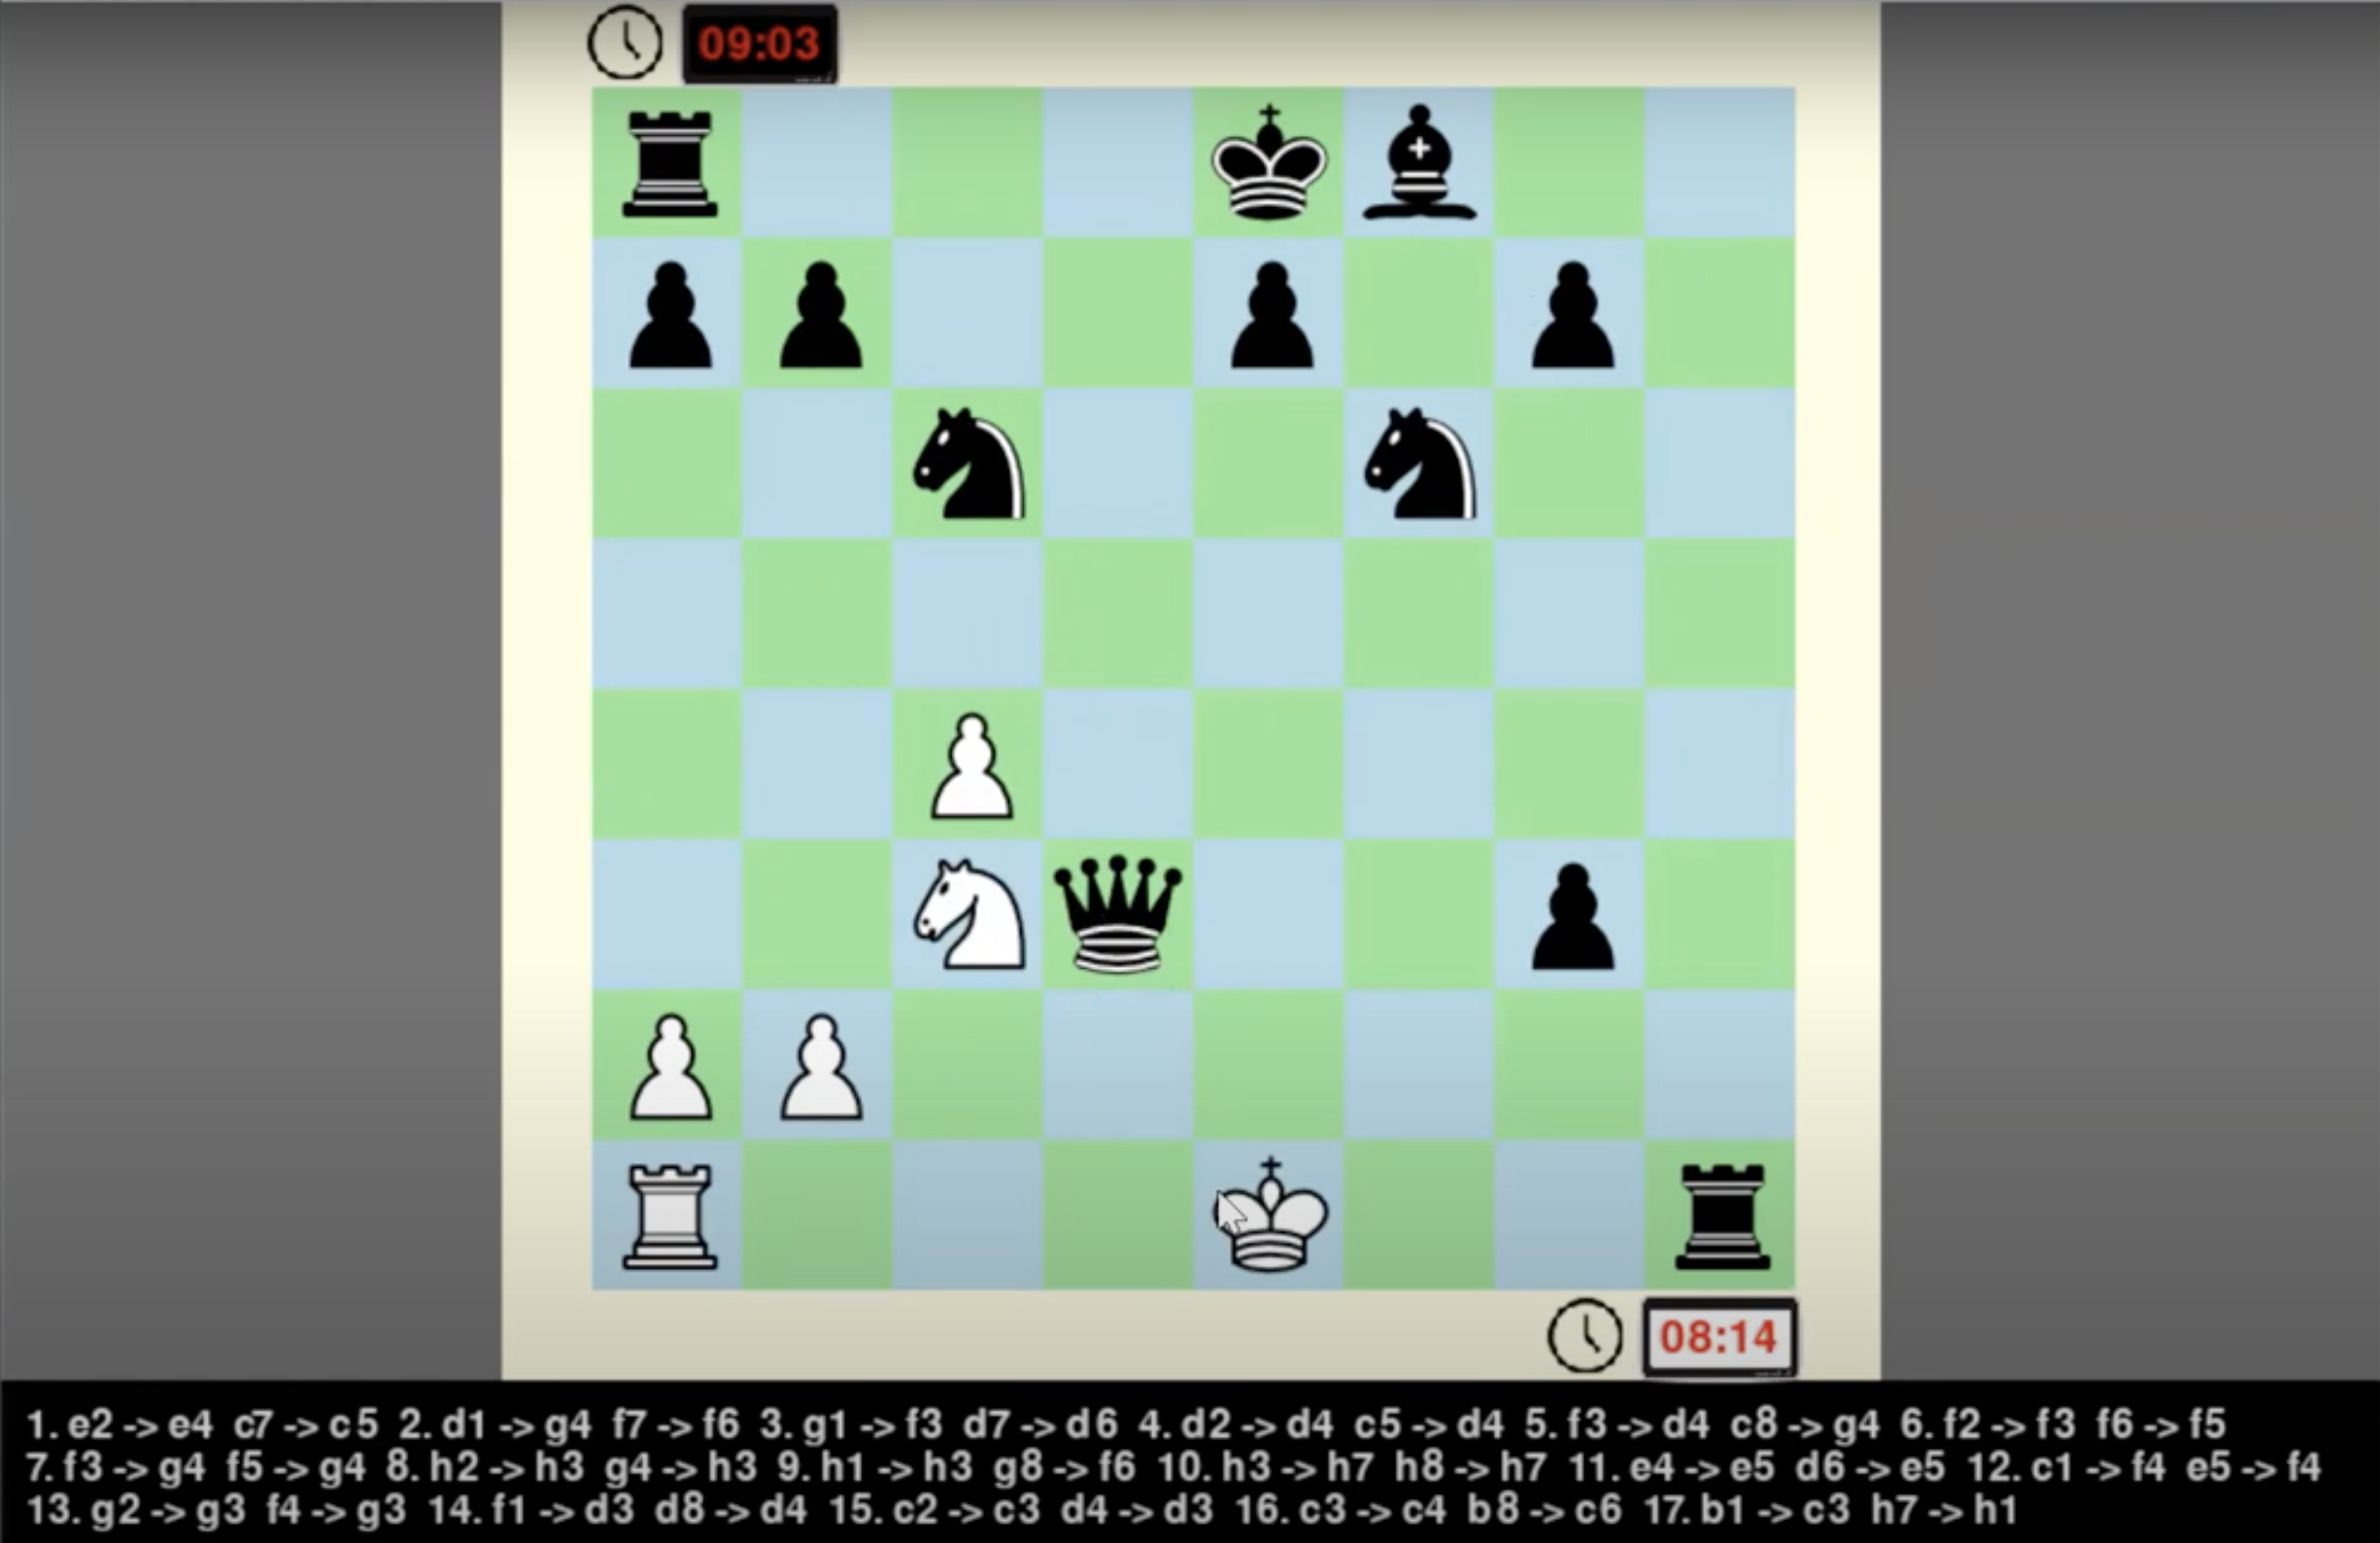 09:03
08:14
1. e2 -> e4 c7 -> c5 2. d1 -> g4 f7 -> f6 3. g1 -> f3 d7 -> d6 4. d2 -> d4 c5 -> d4 5. f3 -> d4 c8 -> g4 6. f2 -> f3 f6 -> f5
7. f3 -> g4 f5 -> g4 8. h2 -> h3 g4 -> h3 9. h1 -> h3 g8 -> f6 10. h3 -> h7 h8 -> h7 11. e4 -> e5 d6 -> e5 12. c1 -> f4 e5 -> f4
13. g2 -> g3 f4 -> g3 14. f1 -> d3 d8 -> d4 15. c2 -> c3 d4 -> d3 16. c3 -> c4 b8 -> c6 17. b1 -> c3 h7 -> h1